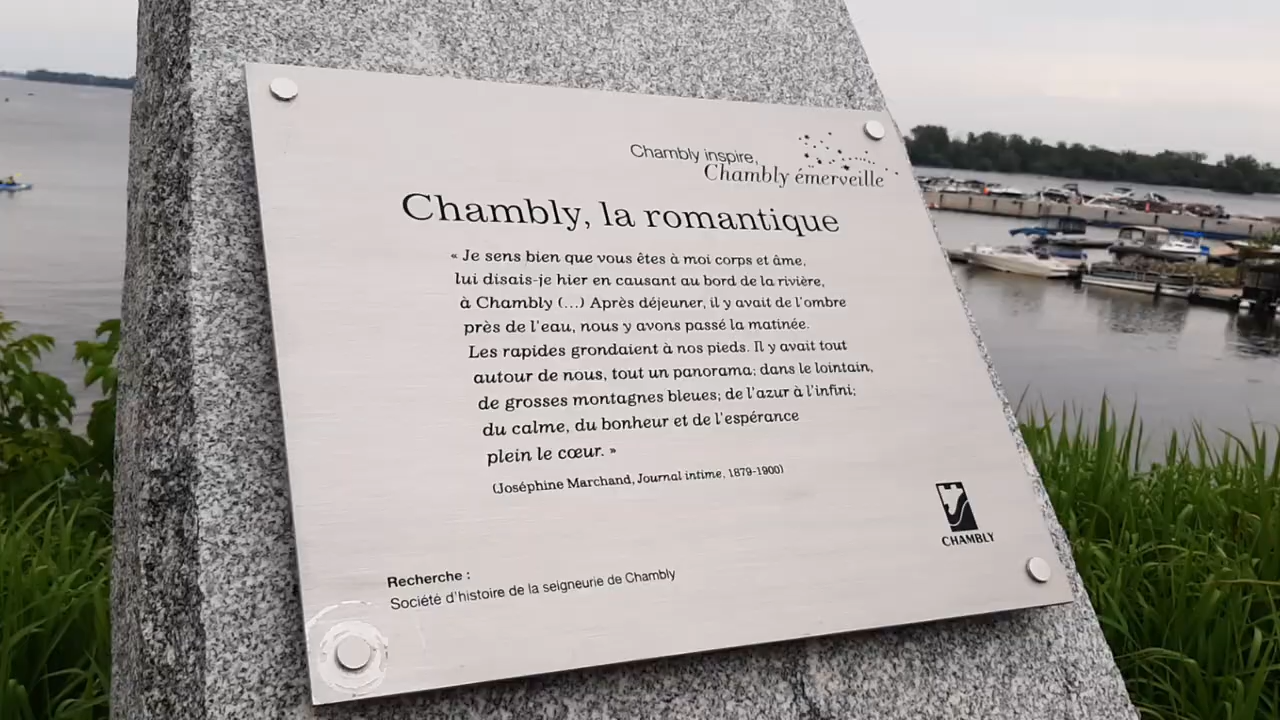 Chambly inspire,
Chambly émerveille
Chambly, la romantique
« Je sens bien que vous êtes à moi corps et âme,
lui disais-je hier en causant au bord de la rivière,
à Chambly (...) Après déjeuner, il y avait de l'ombre
près de l'eau, nous y avons passé la matinée.
Les rapides grondaient à nos pieds. Il y avait tout
autour de nous, tout un panorama; dans le lointain,
de grosses montagnes bleues; de l'azur à l'infini;
du calme, du bonheur et de l'espérance
plein le cœur. »
(Joséphine Marchand, Journal intime, 1879-1900)
CHAMBLY
Recherche :
Société d'histoire de la seigneurie de Chambly